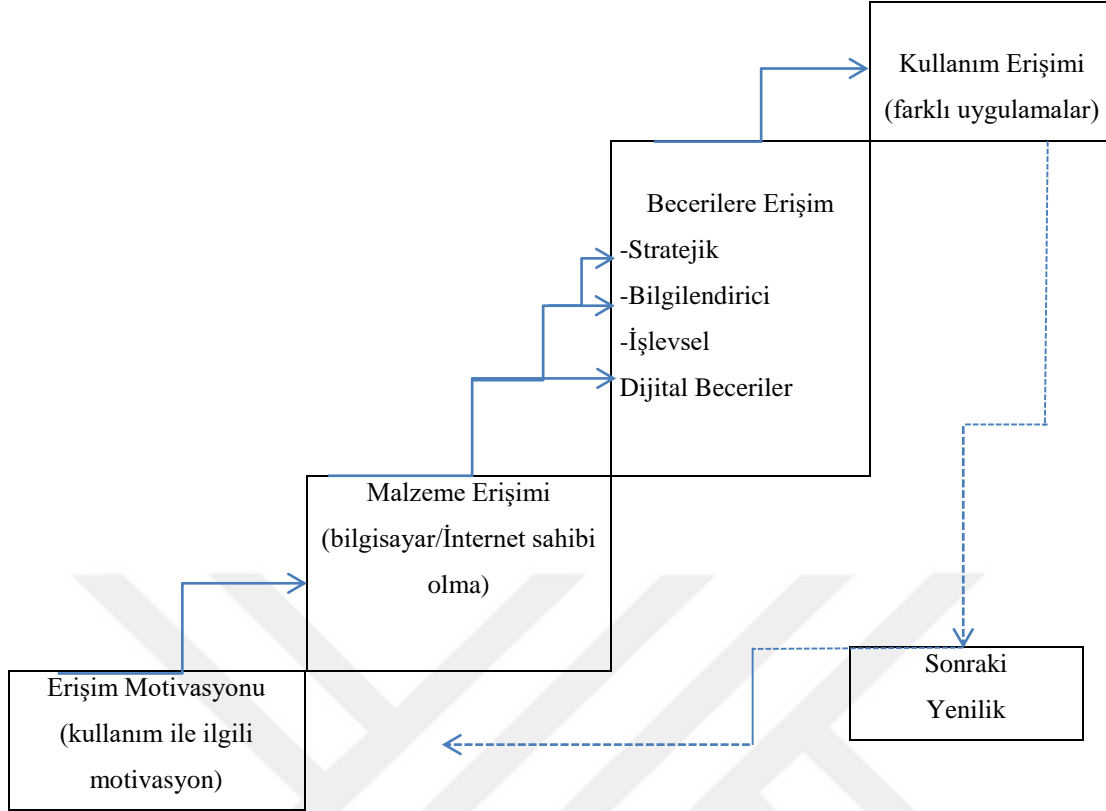 Kullanım Erişimi
(farklı uygulamalar)
Becerilere Erişim
-Stratejik
-Bilgilendirici
-İşlevsel
Dijital Beceriler
Malzeme Erişimi
(bilgisayar/İnternet sahibi
olma)
Erişim Motivasyonu
(kullanım ile ilgili
motivasyon)
Sonraki
Yenilik